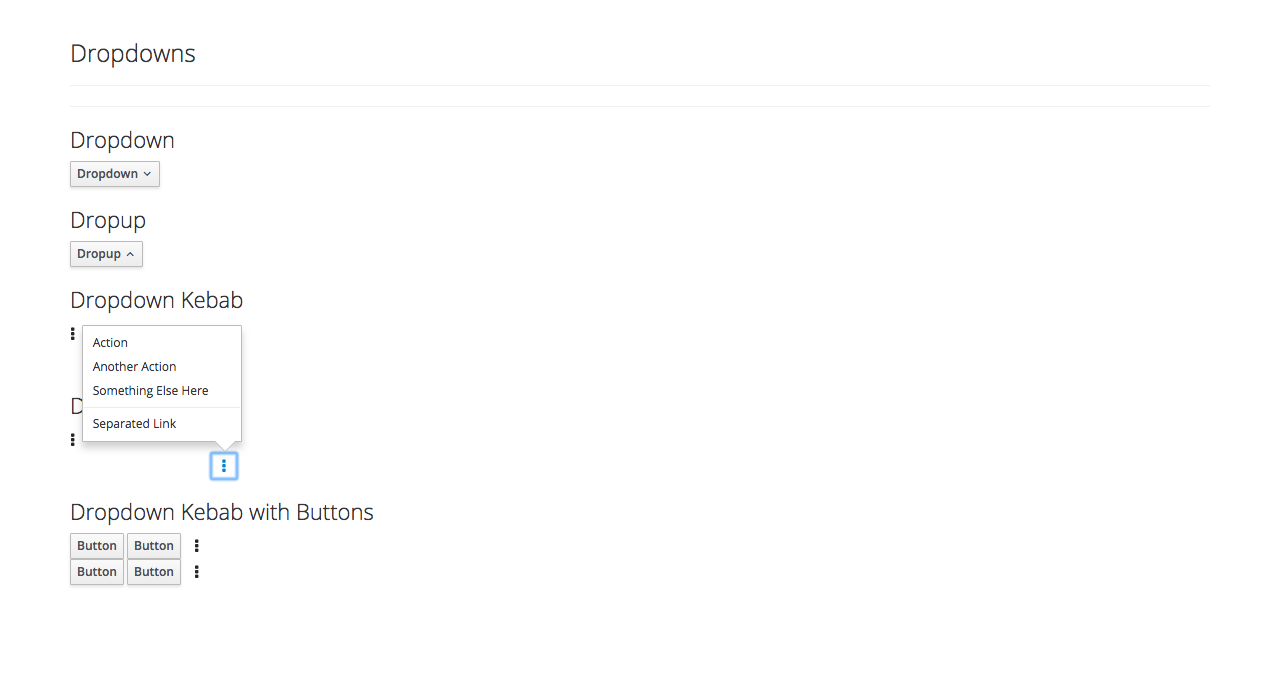 Dropdowns
Dropdown
Dropdown
Dropup
Dropup
Dropdown Kebab
Action
Another Action
Something Else Here
Separated Link
Dropdown Kebab with Buttons
Button Button
Button Button